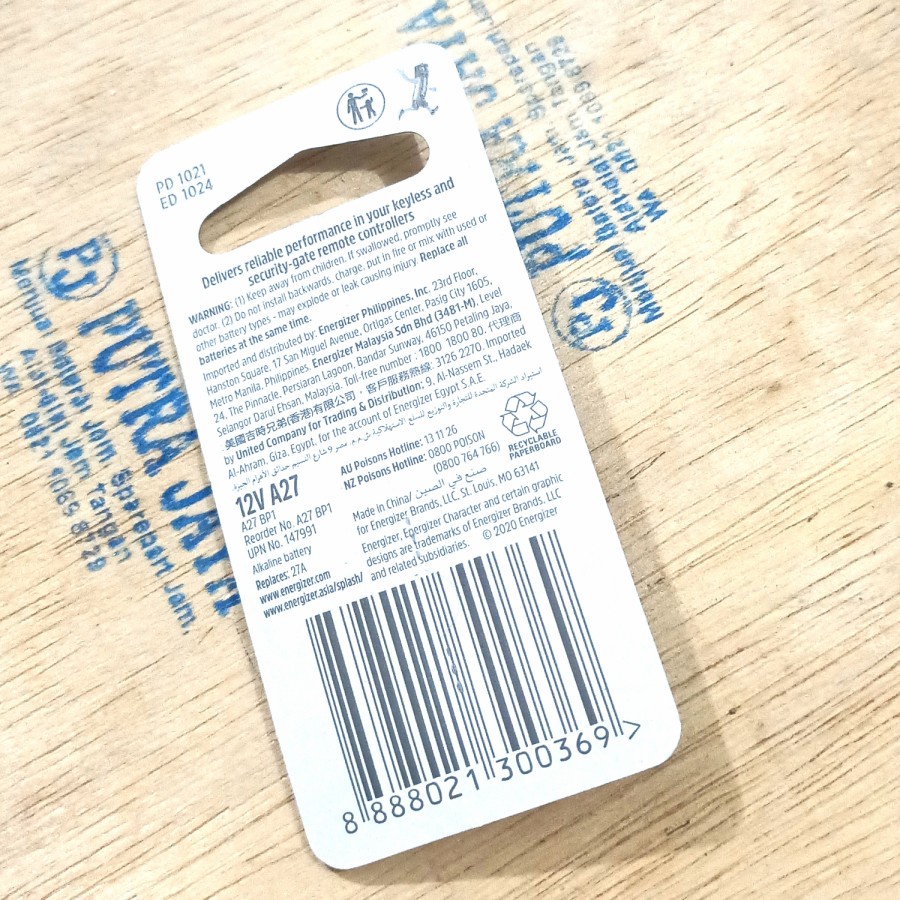 PD 1021
ED 1024
Delivers reliable performance in your keyless and
security-gate remote controllers
WARNING: (1) Keep away from children. If swallowed, promptly see
doctor. (2) Do not install backwards, charge, put in fire or mix with used or
other battery types - may explode or leak causing injury. Replace all
batteries at the same time.
Imported and distributed by: Energizer Philippines, Inc. 23rd Floor,
Hanston Square, 17 San Miguel Avenue, Ortigas Center, Pasig City 1605,
Metro Manila, Philippines. Energizer Malaysia Sdn Bhd (3481-M). Level
24, The Pinnacle, Persiaran Lagoon, Bandar Sunway, 46150 Petaling Jaya,
Selangor Darul Ehsan, Malaysia. Toll-free number : 1800 1800 80. 代理商
美國吉時兄弟(香港)有限公司,客戶服務熱線: 3126 2270. Imported
by United Company for Trading & Distribution: 9, Al-Nassem St., Hadaek
Al-Ahram, Giza, Egypt, for the account of Energizer Egypt S.A.E.
12V A27
A27 BP1
Reorder No. A27 BP1
UPN No. 147991
Alkaline battery
Replaces: 27A
www.energizer.com
www.energizer.asia/splash/
AU Poisons Hotline: 13 11 26
NZ Poisons Hotline: 0800 POISON
(0800 764 766)
RECYCLABLE
PAPERBOARD
Made in China/ صنع في الصين
for Energizer Brands, LLC, St. Louis, MO 63141
Energizer, Energizer Character and certain graphic
designs are trademarks of Energizer Brands, LLC
and related subsidiaries. © 2020 Energizer
8 888021 300369 >
PJ
PUTRA JAYA
Jam, Sparepan Jam,
Jam Tangan